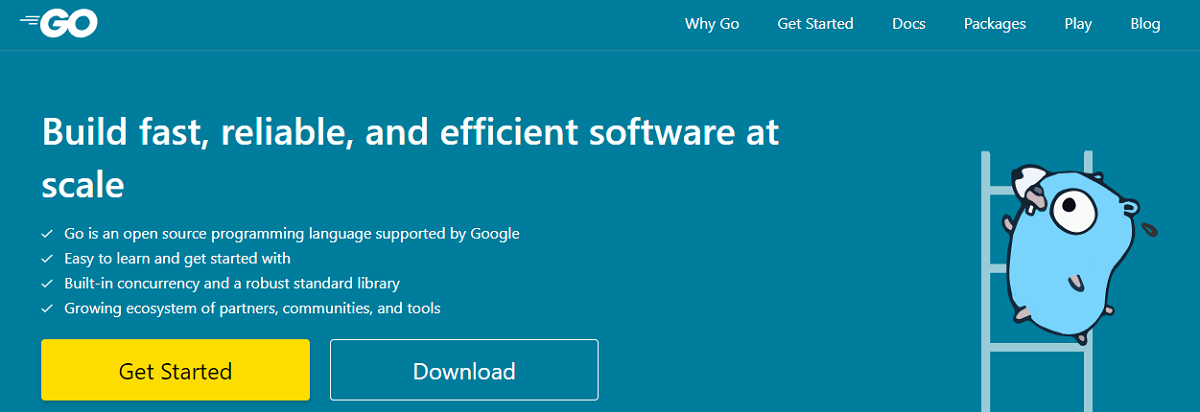 GO
Why Go
Get Started
Docs
Packages
Play
Blog
Build fast, reliable, and efficient software at
scale
Go is an open source programming language supported by Google
Easy to learn and get started with
Built-in concurrency and a robust standard library
Growing ecosystem of partners, communities, and tools
Get Started
Download